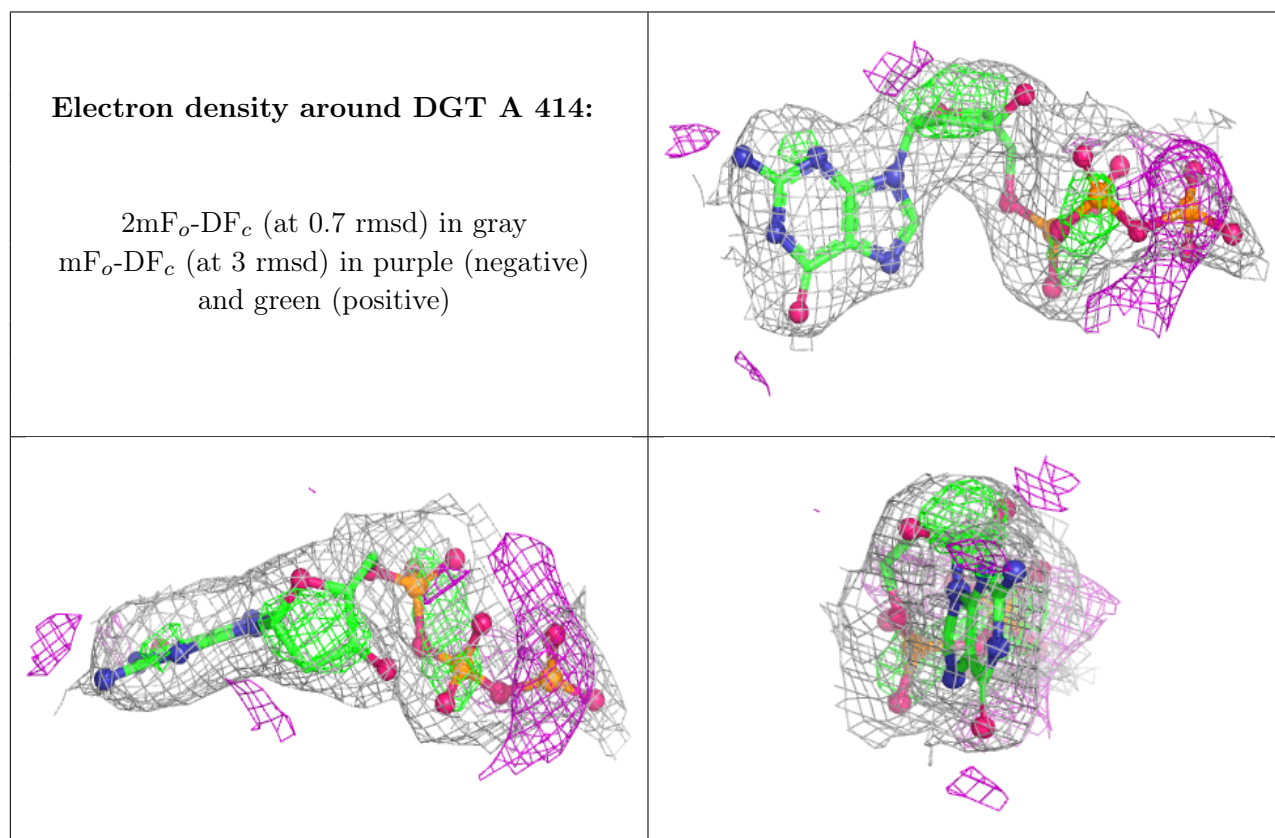 Electron density around DGT A 414:
2mFo-DFc (at 0.7 rmsd) in gray
mFo-DFc (at 3 rmsd) in purple (negative)
and green (positive)